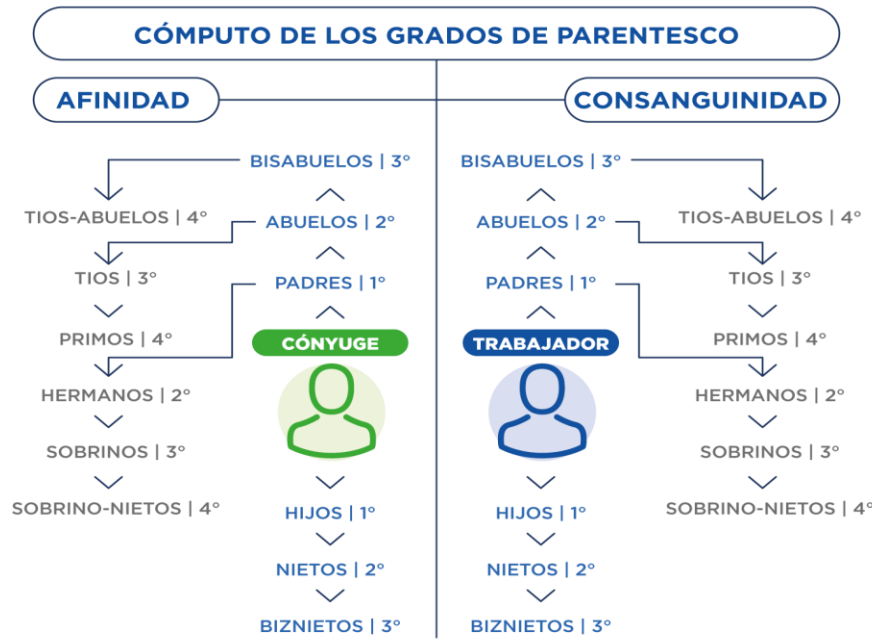 CÓMPUTO DE LOS GRADOS DE PARENTESCO
AFINIDAD
CONSANGUINIDAD
BISABUELOS | 3°
TIOS-ABUELOS | 4°
ABUELOS | 2°
TIOS | 3°
PADRES | 1°
PRIMOS | 4°
CÓNYUGE
HERMANOS | 2°
SOBRINOS | 3°
SOBRINO-NIETOS | 4°
HIJOS | 1°
NIETOS | 2°
BIZNIETOS | 3°
BISABUELOS | 3°
TIOS-ABUELOS | 4°
ABUELOS | 2°
TIOS | 3°
PADRES | 1°
PRIMOS | 4°
TRABAJADOR
HERMANOS | 2°
SOBRINOS | 3°
SOBRINO-NIETOS | 4°
HIJOS | 1°
NIETOS | 2°
BIZNIETOS | 3°